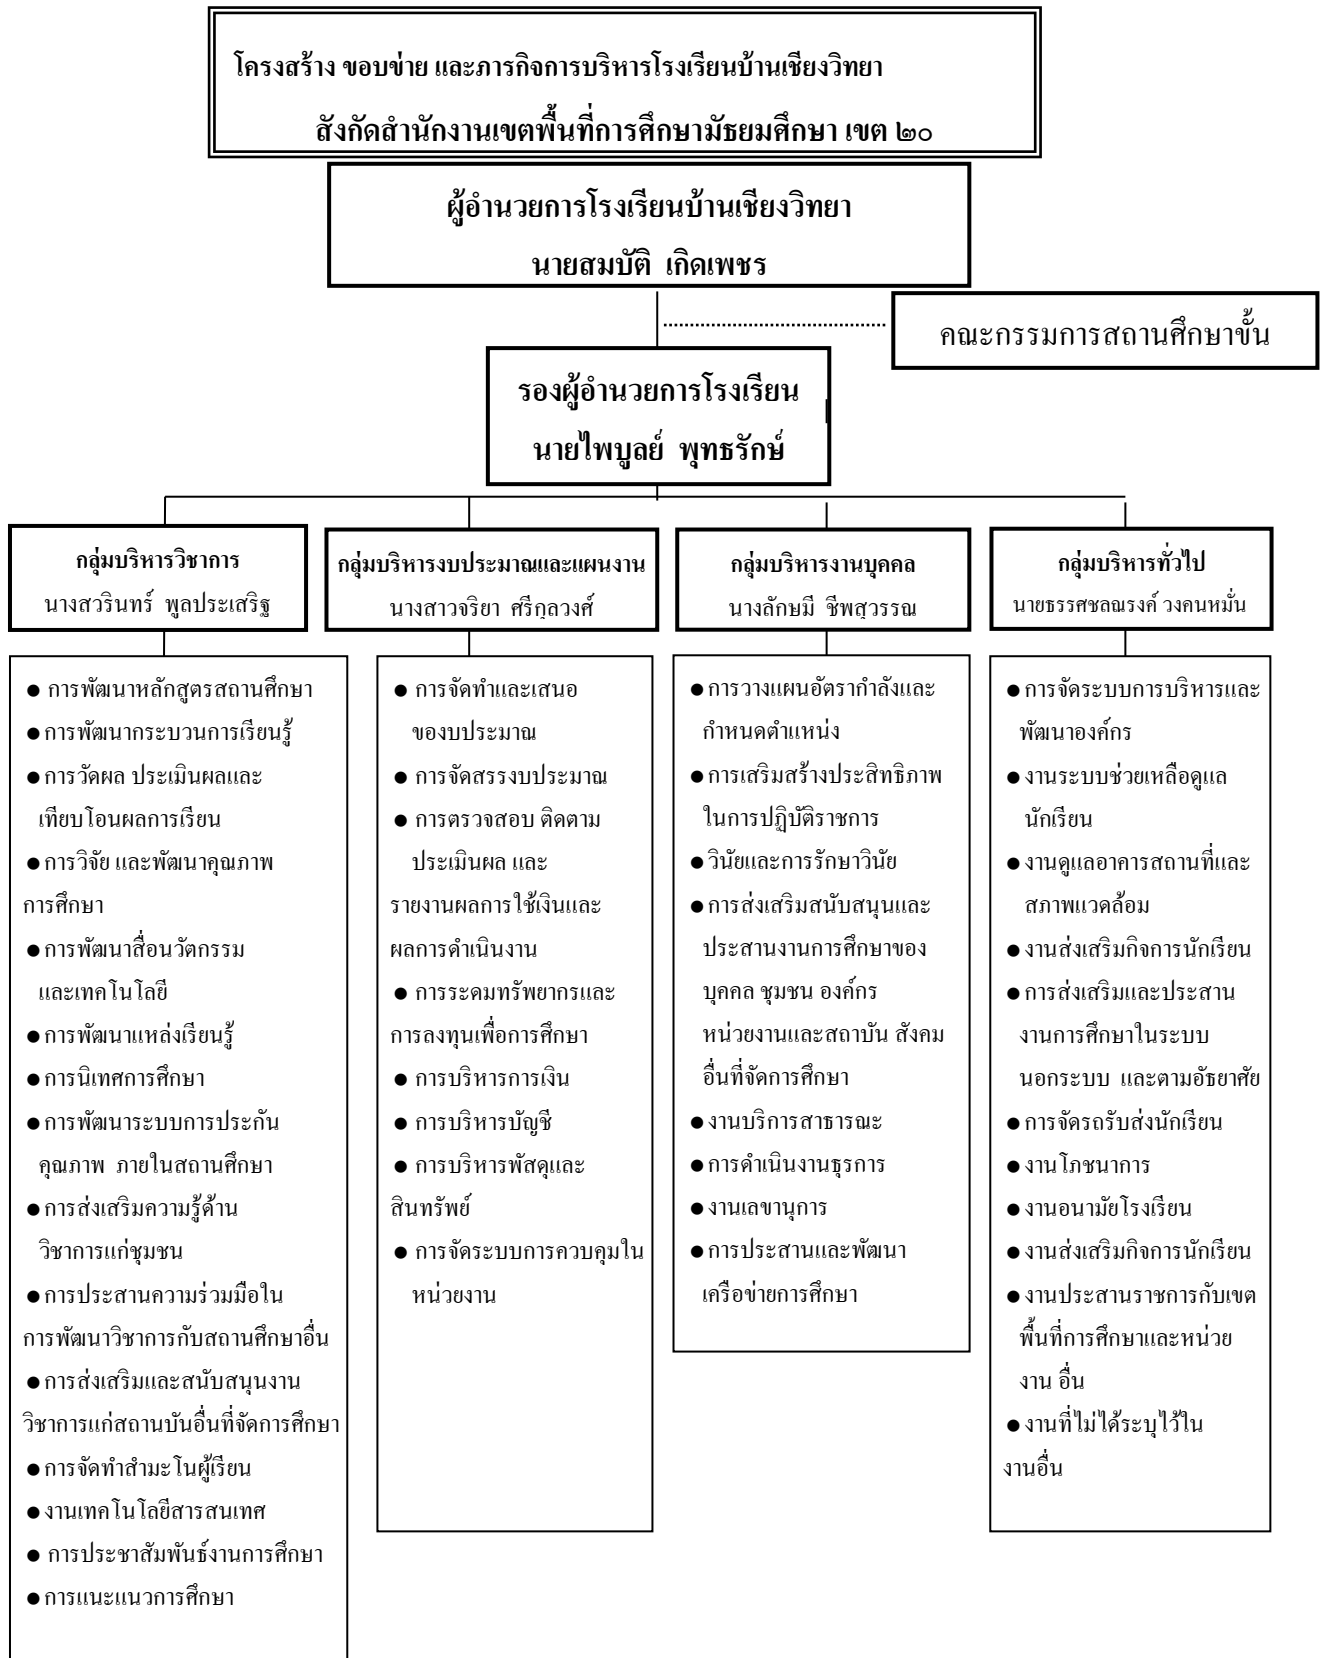 โครงสร้าง ขอบข่าย และภารกิจการบริหารโรงเรียนบ้านเชียงวิทยา
สังกัดสำนักงานเขตพื้นที่การศึกษามัธยมศึกษา เขต ๒๐
ผู้อำนวยการโรงเรียนบ้านเชียงวิทยา
นายสมบัติ เกิดเพชร
คณะกรรมการสถานศึกษาขั้น
รองผู้อำนวยการโรงเรียน
นายไพบูลย์ พุทธรักษ์
กลุ่มบริหารวิชาการ
นางสวรินทร์ พูลประเสริฐ
● การพัฒนาหลักสูตรสถานศึกษา
● การพัฒนากระบวนการเรียนรู้
● การวัดผล ประเมินผลและ
เทียบโอนผลการเรียน
● การวิจัย และพัฒนาคุณภาพ
การศึกษา
● การพัฒนาสื่อนวัตกรรม
และเทคโนโลยี
● การพัฒนาแหล่งเรียนรู้
● การนิเทศการศึกษา
● การพัฒนาระบบการประกัน
คุณภาพ ภายในสถานศึกษา
● การส่งเสริมความรู้ด้าน
วิชาการแก่ชุมชน
● การประสานความร่วมมือใน
การพัฒนาวิชาการกับสถานศึกษาอื่น
● การส่งเสริมและสนับสนุนงาน
วิชาการแก่สถานบันอื่นที่จัดการศึกษา
● การจัดทำสำมะโนผู้เรียน
● งานเทคโนโลยีสารสนเทศ
● การประชาสัมพันธ์งานการศึกษา
● การแนะแนวการศึกษา
กลุ่มบริหารงบประมาณและแผนงาน
นางสาวจริยา ศรีกุลวงศ์
● การจัดทำและเสนอ
ของบประมาณ
● การจัดสรรงบประมาณ
● การตรวจสอบ ติดตาม
ประเมินผล และ
รายงานผลการใช้เงินและ
ผลการดำเนินงาน
● การระดมทรัพยากรและ
การลงทุนเพื่อการศึกษา
● การบริหารการเงิน
● การบริหารบัญชี
● การบริหารพัสดุและ
สินทรัพย์
● การจัดระบบการควบคุมใน
หน่วยงาน
กลุ่มบริหารงานบุคคล
นางลักษมี ชีพสุวรรณ
● การวางแผนอัตรากำลังและ
กำหนดตำแหน่ง
● การเสริมสร้างประสิทธิภาพ
ในการปฏิบัติราชการ
● วินัยและการรักษาวินัย
● การส่งเสริมสนับสนุนและ
ประสานงานการศึกษาของ
บุคคล ชุมชน องค์กร
หน่วยงานและสถาบัน สังคม
อื่นที่จัดการศึกษา
● งานบริการสาธารณะ
● การดำเนินงานธุรการ
● งานเลขานุการ
● การประสานและพัฒนา
เครือข่ายการศึกษา
กลุ่มบริหารทั่วไป
นายธรรศชลณรงค์ วงคนหมั่น
● การจัดระบบการบริหารและ
พัฒนาองค์กร
● งานระบบช่วยเหลือดูแล
นักเรียน
● งานดูแลอาคารสถานที่และ
สภาพแวดล้อม
● งานส่งเสริมกิจการนักเรียน
● การส่งเสริมและประสาน
งานการศึกษาในระบบ
นอกระบบ และตามอัธยาศัย
● การจัดรถรับส่งนักเรียน
● งานโภชนาการ
● งานอนามัยโรงเรียน
● งานส่งเสริมกิจการนักเรียน
● งานประสานราชการกับเขต
พื้นที่การศึกษาและหน่วย
งาน อื่น
● งานที่ไม่ได้ระบุไว้ใน
งานอื่น